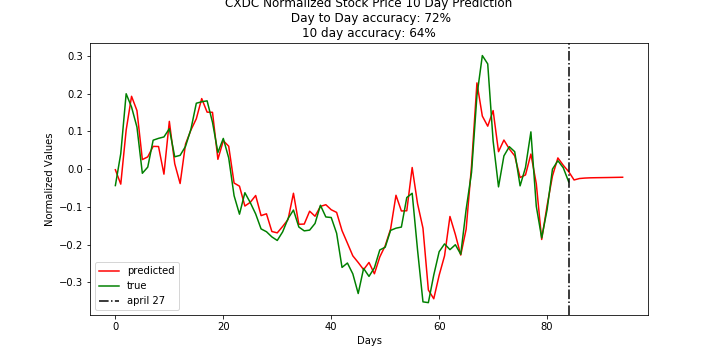 CXDC Normalized Stock Price 10 Day Prediction
Day to Day accuracy: 72%
10 day accuracy: 64%
Normalized Values
0.3
0.2
0.1
0.0
−0.1
−0.2
−0.3
predicted
true
april 27
0
20
40
60
80
Days